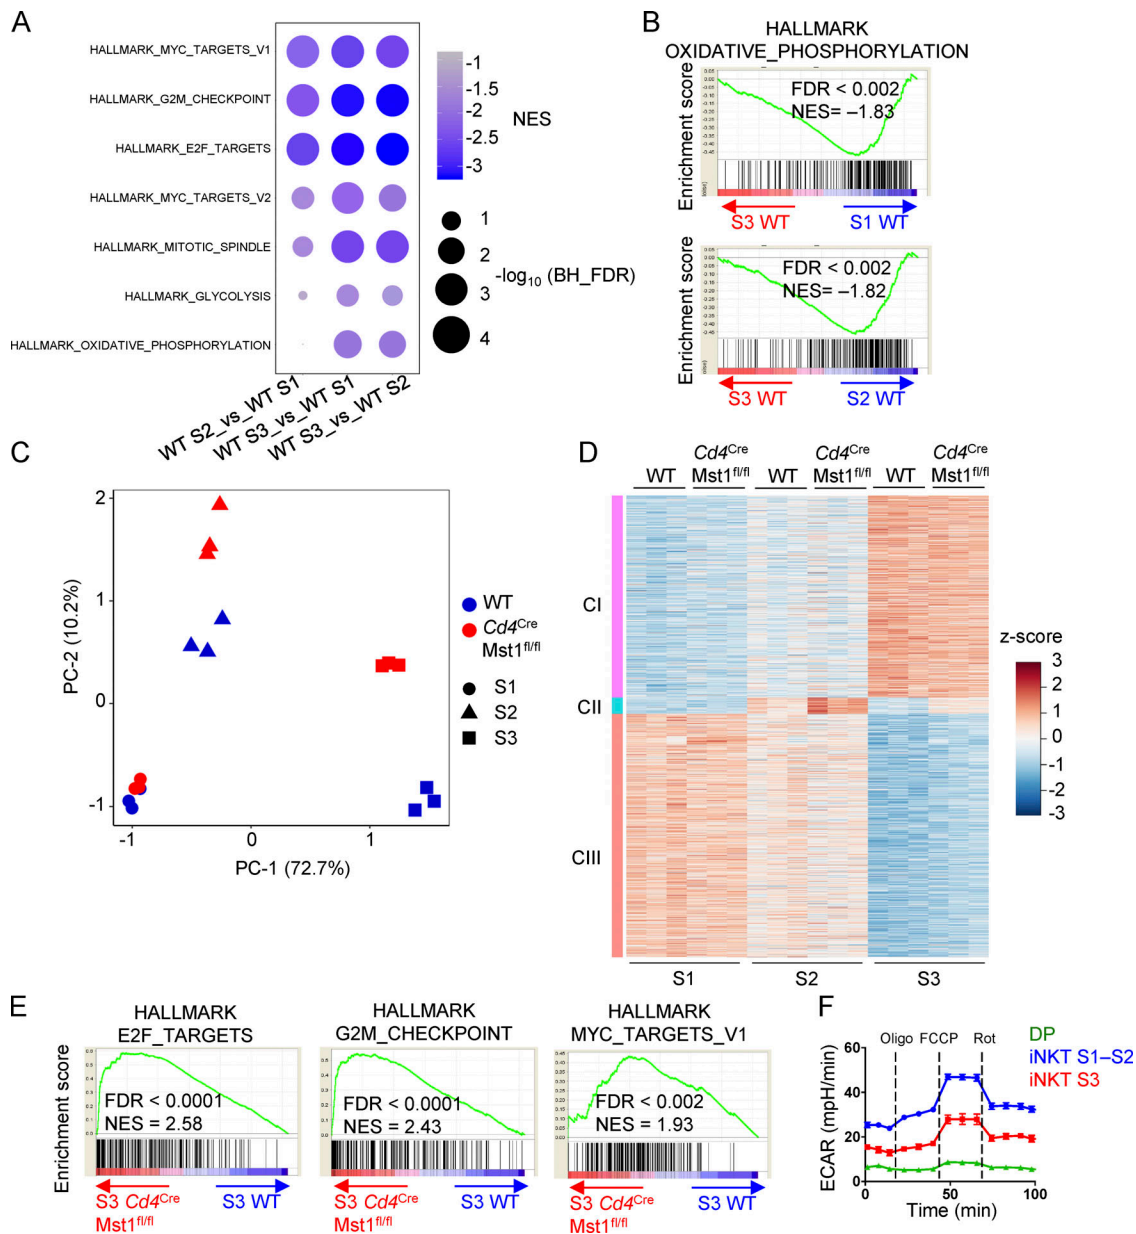 A
HALLMARK_MYC_TARGETS_V1
HALLMARK_G2M_CHECKPOINT
HALLMARK_E2F_TARGETS
HALLMARK_MYC_TARGETS_V2
HALLMARK_MITOTIC_SPINDLE
HALLMARK_GLYCOLYSIS
HALLMARK_OXIDATIVE_PHOSPHORYLATION
WT S2_vs_WT S1
WT S3_vs_WT S1
WT S3_vs_WT S2
-1
-1.5
-2
-2.5
-3
NES
1
2
3
4
-log10 (BH_FDR)
B
HALLMARK
OXIDATIVE_PHOSPHORYLATION
Enrichment score
FDR < 0.002
NES= –1.83
S3 WT
S1 WT
Enrichment score
FDR < 0.002
NES= –1.82
S3 WT
S2 WT
C
PC-2 (10.2%)
2
1
0
-1
-1
0
1
PC-1 (72.7%)
WT
Cd4Cre
Mst1fl/fl
S1
S2
S3
D
WT
Cd4Cre
Mst1fl/fl
WT
Cd4Cre
Mst1fl/fl
WT
Cd4Cre
Mst1fl/fl
CI
CII
CIII
S1
S2
S3
z-score
3
2
1
0
-1
-2
-3
E
Enrichment score
HALLMARK
E2F_TARGETS
FDR < 0.0001
NES = 2.58
S3 Cd4Cre
Mst1fl/fl
S3 WT
HALLMARK
G2M_CHECKPOINT
FDR < 0.0001
NES = 2.43
S3 Cd4Cre
Mst1fl/fl
S3 WT
HALLMARK
MYC_TARGETS_V1
FDR < 0.002
NES = 1.93
S3 Cd4Cre
Mst1fl/fl
S3 WT
F
DP
iNKT S1–S2
iNKT S3
Oligo FCCP Rot
ECAR (mpH/min)
60
40
20
0
0
50
100
Time (min)